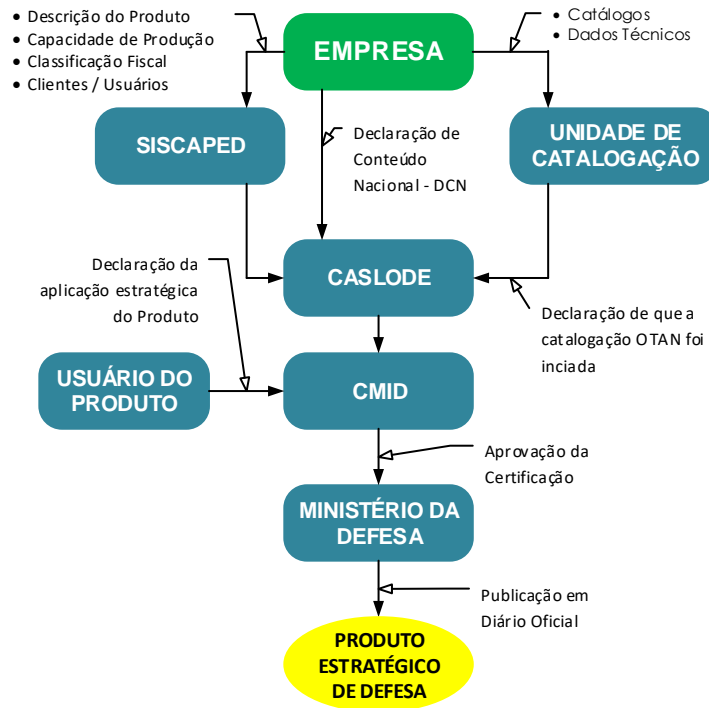 • Descrição do Produto
• Capacidade de Produção
• Classificação Fiscal
• Clientes / Usuários
EMPRESA
• Catálogos
• Dados Técnicos
SISCAPED
Declaração de
Conteúdo
Nacional - DCN
UNIDADE DE
CATALOGAÇÃO
Declaração da
aplicação estratégica
do Produto
CASLODE
Declaração de que a
catalogação OTAN foi
inciada
USUÁRIO DO
PRODUTO
CMID
Aprovação da
Certificação
MINISTÉRIO DA
DEFESA
Publicação em
Diário Oficial
PRODUTO
ESTRATÉGICO
DE DEFESA